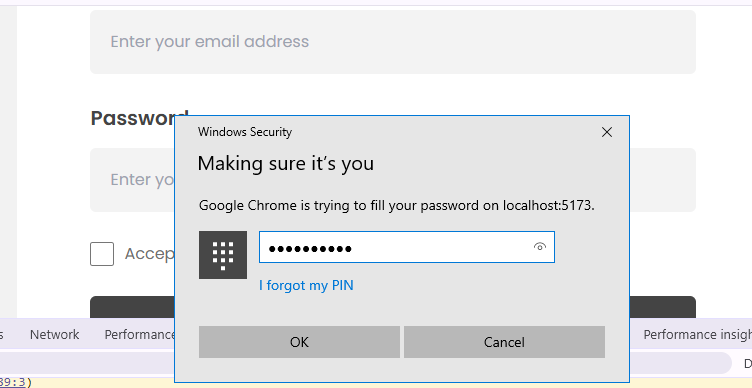 Enter your email address
Password
Windows Security
Making sure it's you
Google Chrome is trying to fill your password on localhost:5173.
Enter yo
●●●●●●●●●●
Accep
I forgot my PIN
OK
Cancel
Network
Performance
Performance insigh
D
39:3)